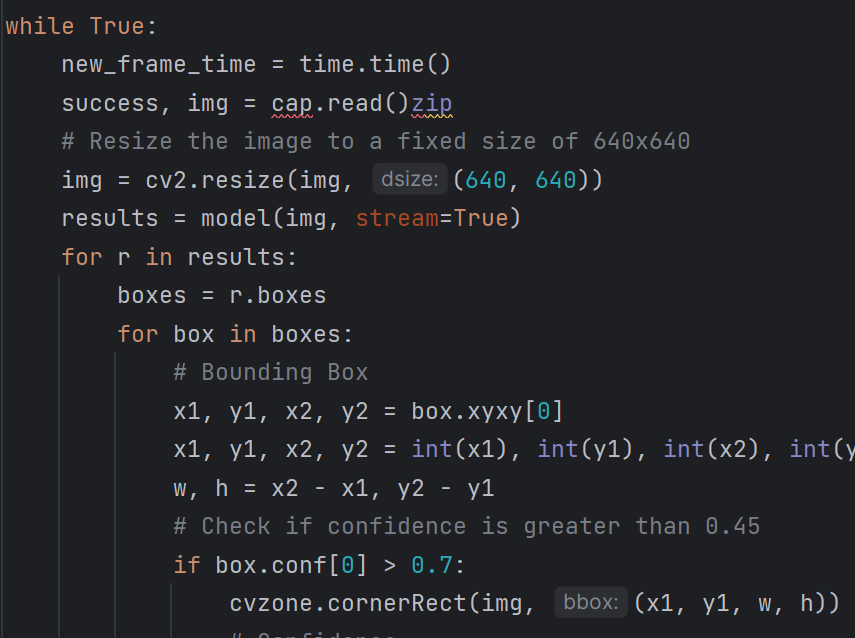 while True:
    new_frame_time = time.time()
    success, img = cap.read()zip
    # Resize the image to a fixed size of 640x640
    img = cv2.resize(img, dsize: (640, 640))
    results = model(img, stream=True)
    for r in results:
        boxes = r.boxes
        for box in boxes:
            # Bounding Box
            x1, y1, x2, y2 = box.xyxy[0]
            x1, y1, x2, y2 = int(x1), int(y1), int(x2), int(y
            w, h = x2 - x1, y2 - y1
            # Check if confidence is greater than 0.45
            if box.conf[0] > 0.7:
                cvzone.cornerRect(img, bbox: (x1, y1, w, h))
                # Confidence